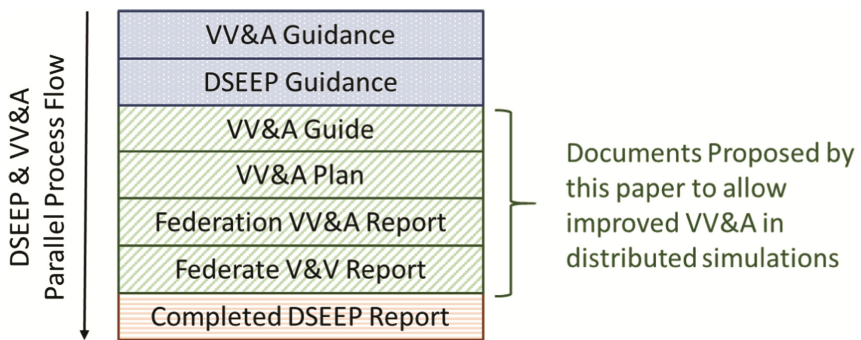 DSEEP & VV&A
Parallel Process Flow
VV&A Guidance
DSEEP Guidance
VV&A Guide
VV&A Plan
Federation VV&A Report
Federate V&V Report
Completed DSEEP Report
Documents Proposed by
this paper to allow
improved VV&A in
distributed simulations